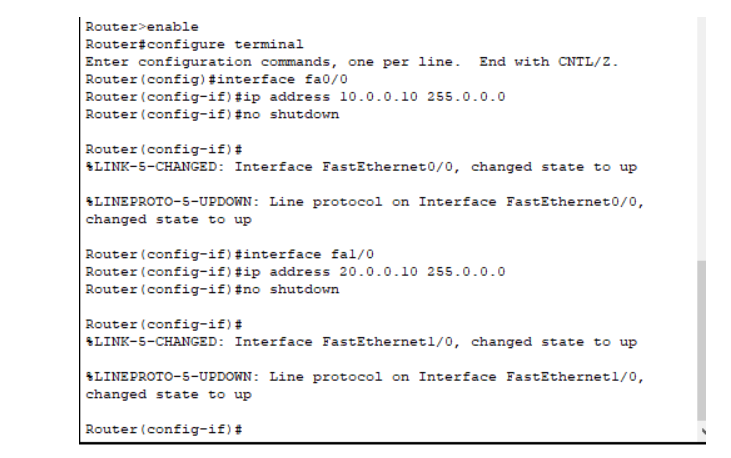 Router>enable
Router#configure terminal
Enter configuration commands, one per line.  End with CNTL/Z.
Router(config)#interface fa0/0
Router(config-if)#ip address 10.0.0.10 255.0.0.0
Router(config-if)#no shutdown
Router(config-if)#
%LINK-5-CHANGED: Interface FastEthernet0/0, changed state to up
%LINEPROTO-5-UPDOWN: Line protocol on Interface FastEthernet0/0,
changed state to up
Router(config-if)#interface fa1/0
Router(config-if)#ip address 20.0.0.10 255.0.0.0
Router(config-if)#no shutdown
Router(config-if)#
%LINK-5-CHANGED: Interface FastEthernet1/0, changed state to up
%LINEPROTO-5-UPDOWN: Line protocol on Interface FastEthernet1/0,
changed state to up
Router(config-if)#